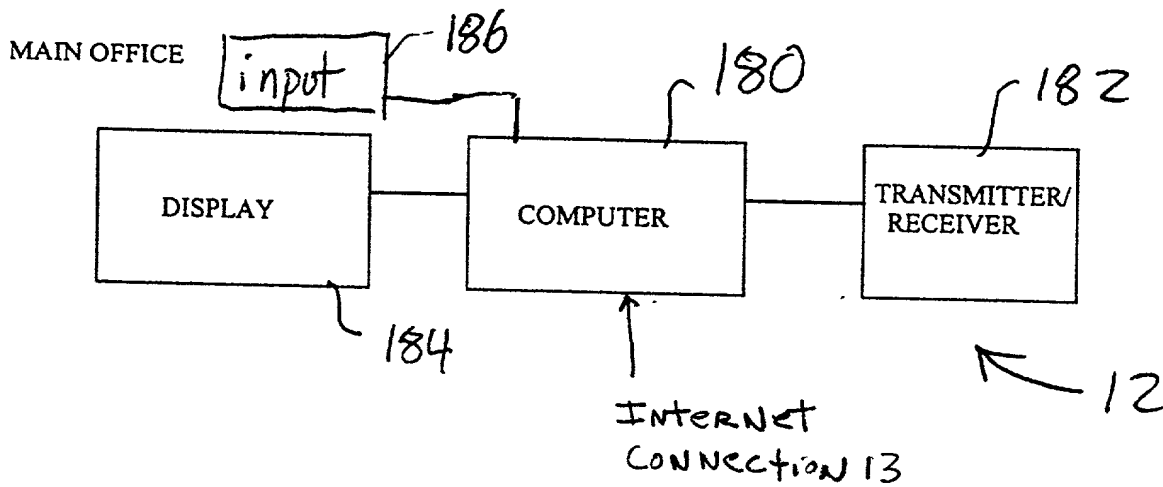 MAIN OFFICE
input
186
180
182
DISPLAY
COMPUTER
TRANSMITTER/
RECEIVER
184
12
INTERNET
CONNECTION 13